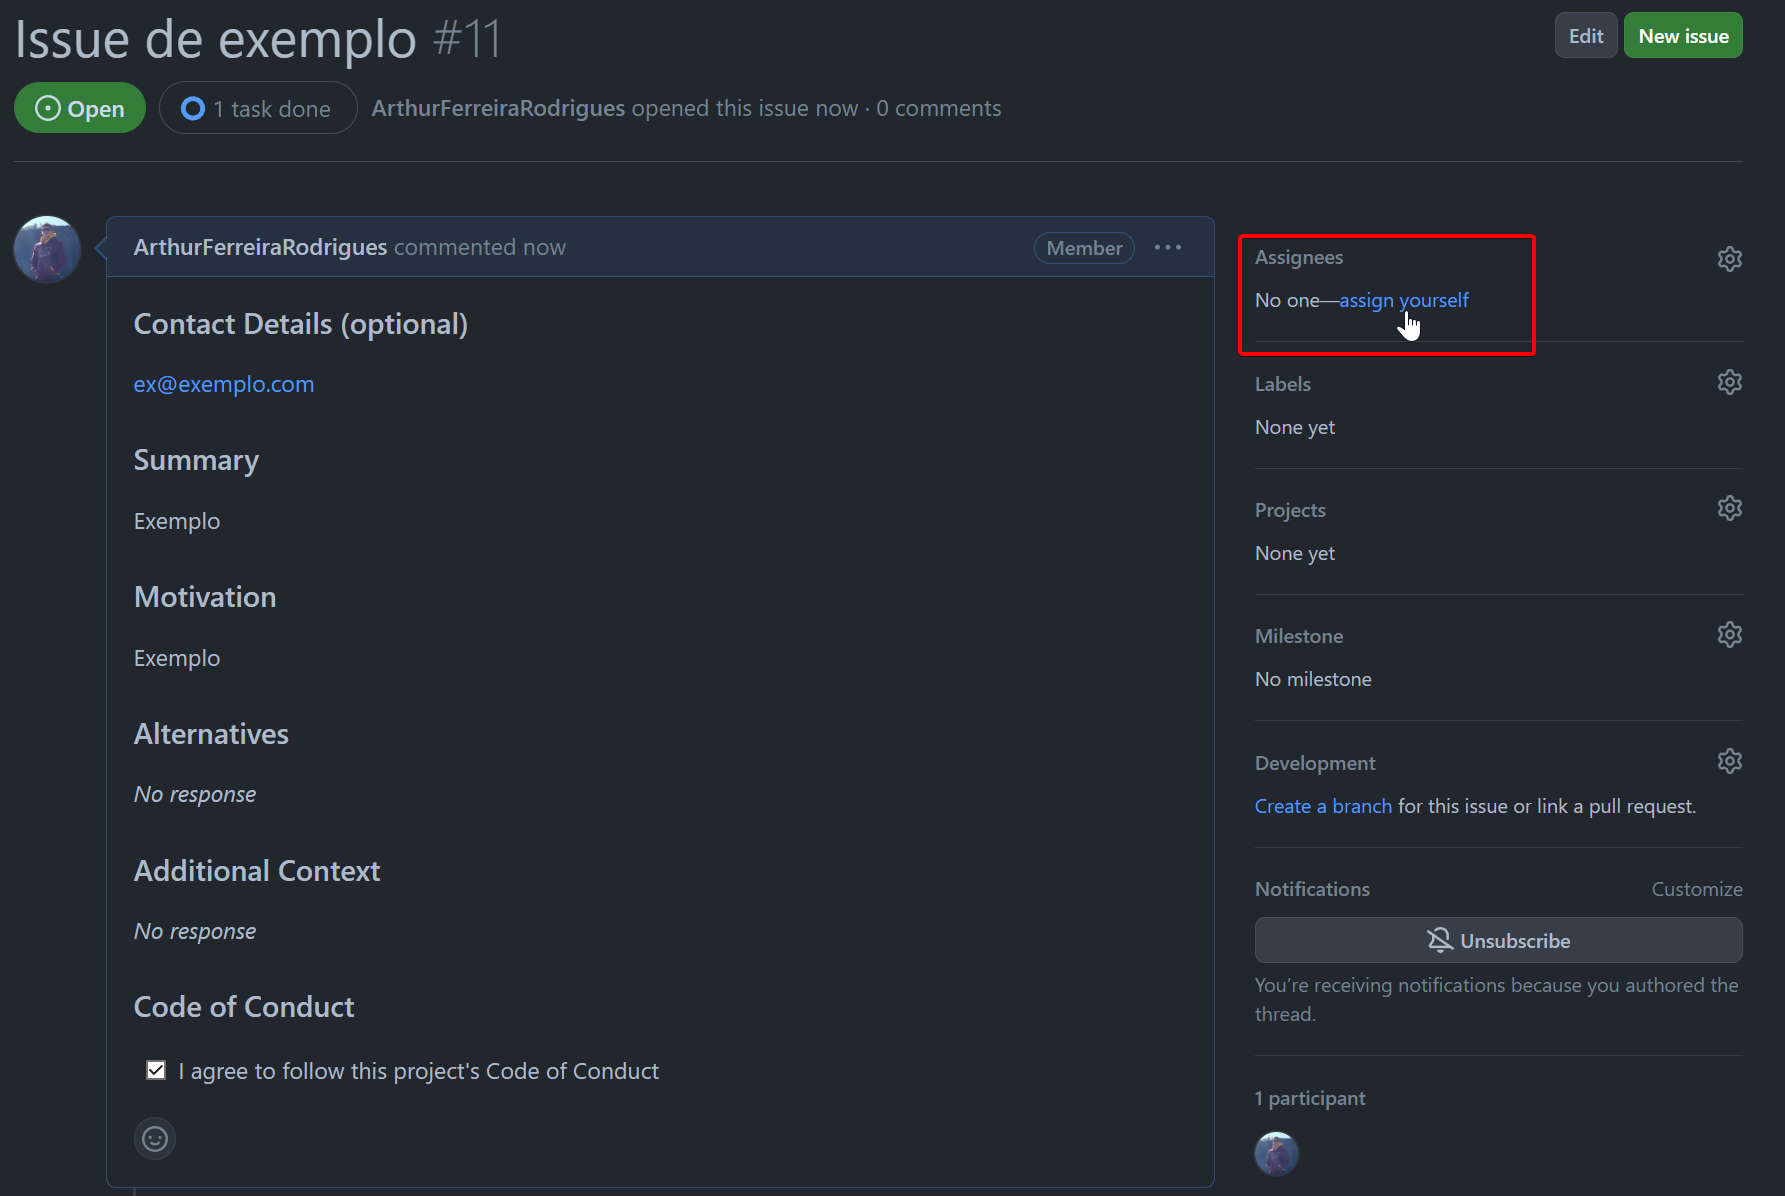 Issue de exemplo #11
Edit
New issue
Open
1 task done
ArthurFerreiraRodrigues opened this issue now · 0 comments
ArthurFerreiraRodrigues commented now
Member
Contact Details (optional)
ex@exemplo.com
Summary
Exemplo
Motivation
Exemplo
Alternatives
No response
Additional Context
No response
Code of Conduct
I agree to follow this project's Code of Conduct
Assignees
No one—assign yourself
Labels
None yet
Projects
None yet
Milestone
No milestone
Development
Create a branch for this issue or link a pull request.
Notifications
Customize
Unsubscribe
You’re receiving notifications because you authored the
thread.
1 participant